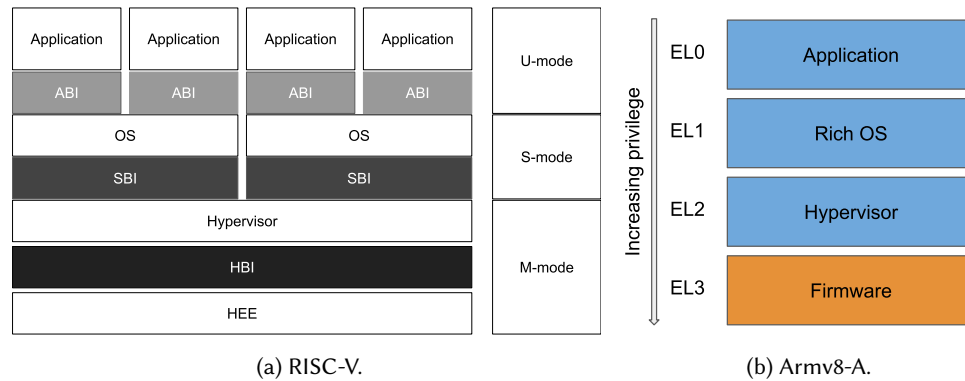 Application Application Application Application
ABI ABI ABI ABI
U-mode
OS OS
SBI SBI
S-mode
Hypervisor
HBI
HEE
M-mode
(a) RISC-V.
Increasing privilege
EL0 Application
EL1 Rich OS
EL2 Hypervisor
EL3 Firmware
(b) Armv8-A.